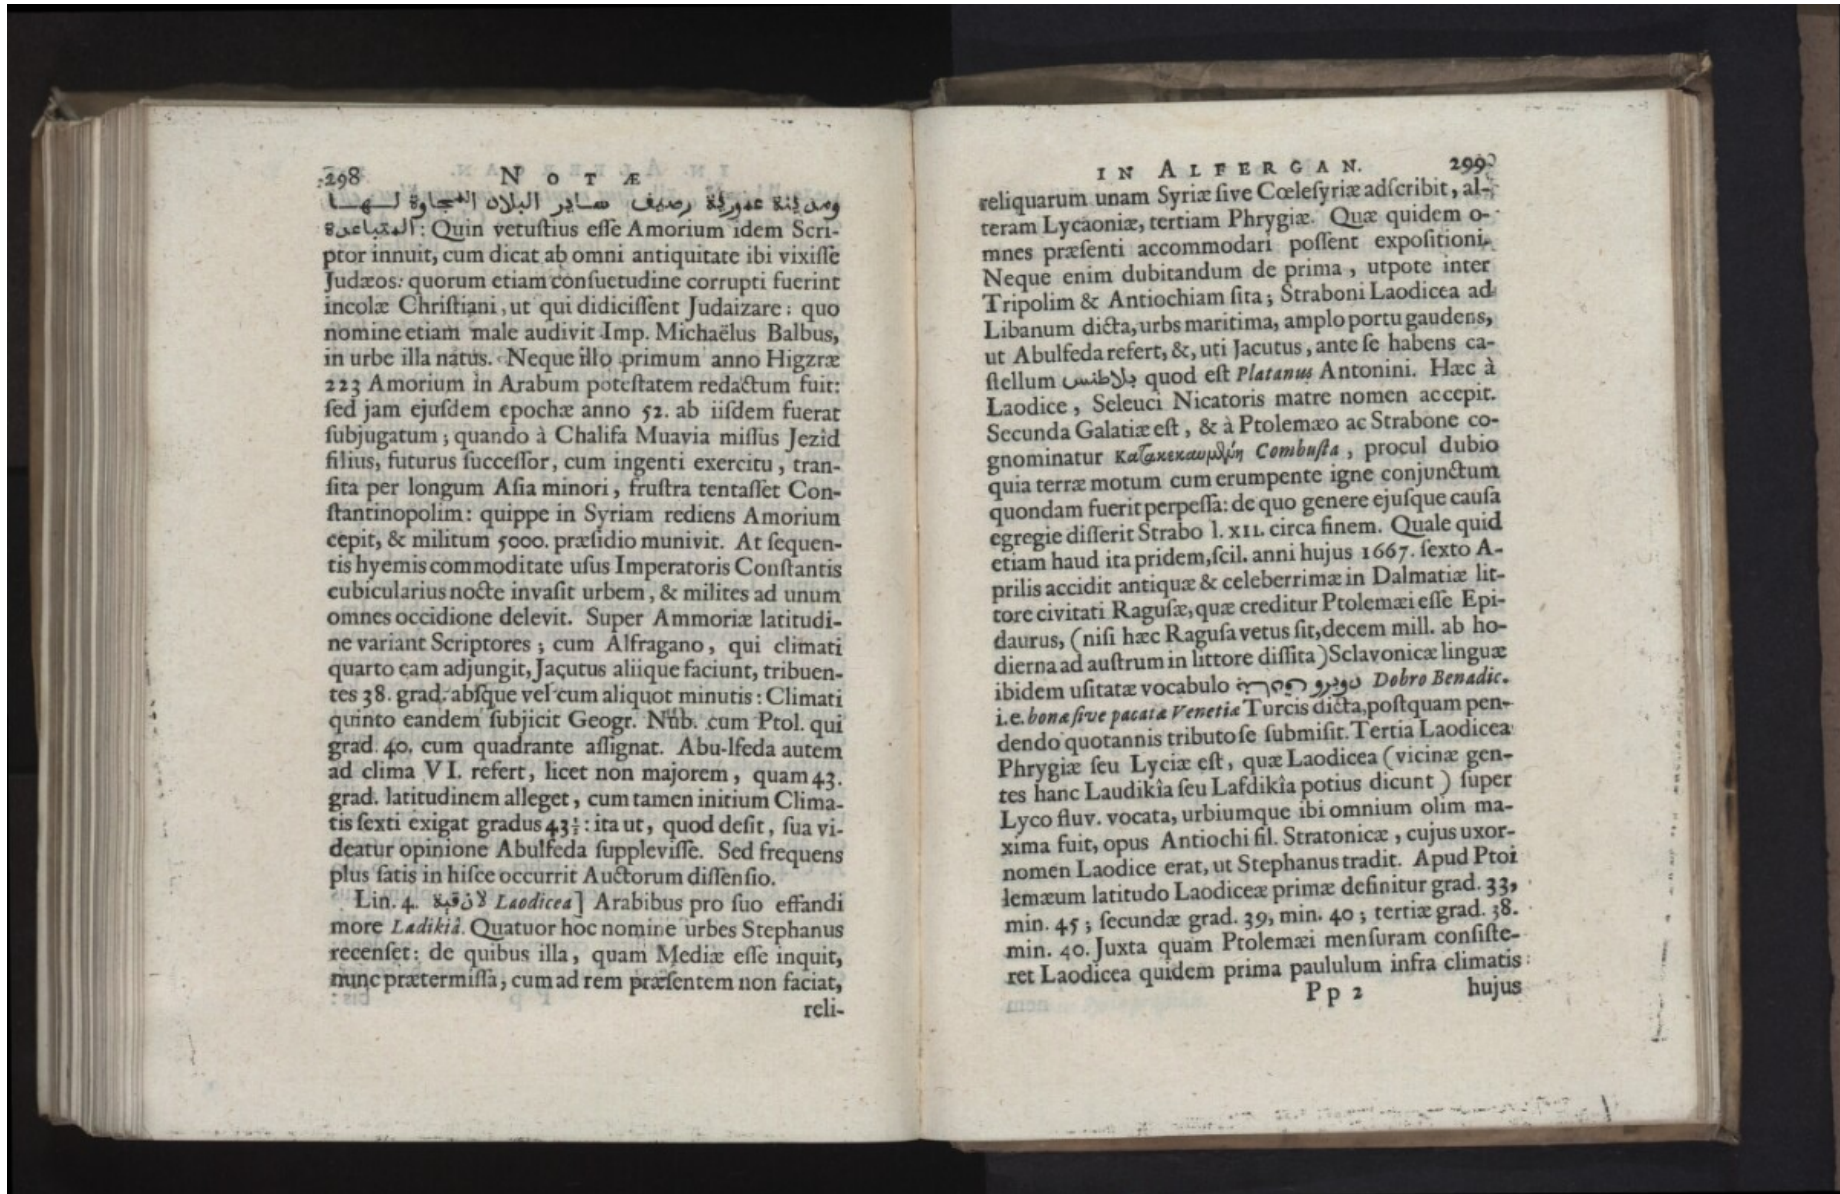 298 NOTÆ
ومدينة عمورية رصيف ساير البلان المجاوة لها
المتباعدة: Quin vetuſtius eſſe Amorium idem Scri-
ptor innuit, cum dicat ab omni antiquitate ibi vixiſſe
Judæos: quorum etiam conſuetudine corrupti fuerint
incolæ Chriſtiani, ut qui didiciſſent Judaizare: quo
nomine etiam male audivit Imp. Michaëlus Balbus,
in urbe illa natus. Neque illo primum anno Higzræ
223 Amorium in Arabum poteſtatem redactum fuit:
ſed jam ejuſdem epochæ anno 52. ab iiſdem fuerat
ſubjugatum; quando à Chalifa Muavia miſſus Jezîd
filius, futurus ſucceſſor, cum ingenti exercitu, tran-
ſita per longum Aſia minori, fruſtra tentaſſet Con-
ſtantinopolim: quippe in Syriam rediens Amorium
cepit, & militum 5000. præſidio munivit. At ſequen-
tis hyemis commoditate uſus Imperatoris Conſtantis
cubicularius nocte invaſit urbem, & milites ad unum
omnes occidione delevit. Super Ammoriæ latitudi-
ne variant Scriptores; cum Alfragano, qui climati
quarto eam adjungit, Jacutus aliique faciunt, tribuen-
tes 38. grad. abſque vel cum aliquot minutis: Climati
quinto eandem ſubjicit Geogr. Nub. cum Ptol. qui
grad. 40. cum quadrante aſſignat. Abu-lfeda autem
ad clima VI. refert, licet non majorem, quam 43.
grad. latitudinem alleget, cum tamen initium Clima-
tis ſexti exigat gradus 43½: ita ut, quod deſit, ſua vi-
deatur opinione Abulfeda ſuppleviſſe. Sed frequens
plus ſatis in hiſce occurrit Auctorum diſſenſio.
Lin. 4. لانقية Laodicea] Arabibus pro ſuo effandi
more Ladikiâ. Quatuor hoc nomine urbes Stephanus
recenſet: de quibus illa, quam Mediæ eſſe inquit,
nunc prætermiſſa, cum ad rem præſentem non faciat,
reli-
IN ALFERGAN. 299
reliquarum unam Syriæ ſive Cœleſyriæ adſcribit, al-
teram Lycaoniæ, tertiam Phrygiæ. Quæ quidem o-
mnes præſenti accommodari poſſent expoſitioni.
Neque enim dubitandum de prima, utpote inter
Tripolim & Antiochiam ſita; Straboni Laodicea ad
Libanum dicta, urbs maritima, amplo portu gaudens,
ut Abulfeda refert, &, uti Jacutus, ante ſe habens ca-
ſtellum بلاطنس quod eſt Platanus Antonini. Hæc à
Laodice, Seleuci Nicatoris matre nomen accepit.
Secunda Galatiæ eſt, & à Ptolemæo ac Strabone co-
gnominatur κατακεκαυμένη Combuſta, procul dubio
quia terræ motum cum erumpente igne conjunctum
quondam fuerit perpeſſa: de quo genere ejuſque cauſa
egregie diſſerit Strabo l. XII. circa finem. Quale quid
etiam haud ita pridem, ſcil. anni hujus 1667. ſexto A-
prilis accidit antiquæ & celeberrimæ in Dalmatiæ lit-
tore civitati Raguſæ, quæ creditur Ptolemæi eſſe Epi-
daurus, (niſi hæc Raguſa vetus ſit, decem mill. ab ho-
dierna ad auſtrum in littore diſſita) Sclavonicæ linguæ
ibidem uſitatæ vocabulo Dobro Benadic.
i.e. bonæ ſive pacatæ Venetiæ Turcis dicta, poſtquam pen-
dendo quotannis tributo ſe ſubmiſit. Tertia Laodicea
Phrygiæ ſeu Lyciæ eſt, quæ Laodicea (vicinæ gen-
tes hanc Laudikîa ſeu Lafdikîa potius dicunt) ſuper
Lyco fluv. vocata, urbiumque ibi omnium olim ma-
xima fuit, opus Antiochi fil. Stratonicæ, cujus uxor-
nomen Laodice erat, ut Stephanus tradit. Apud Ptoi
lemæum latitudo Laodiceæ primæ definitur grad. 33,
min. 45; ſecundæ grad. 39, min. 40; tertiæ grad. 38.
min. 40. Juxta quam Ptolemæi menſuram conſiſte-
ret Laodicea quidem prima paululum infra climatis
Pp 2 hujus